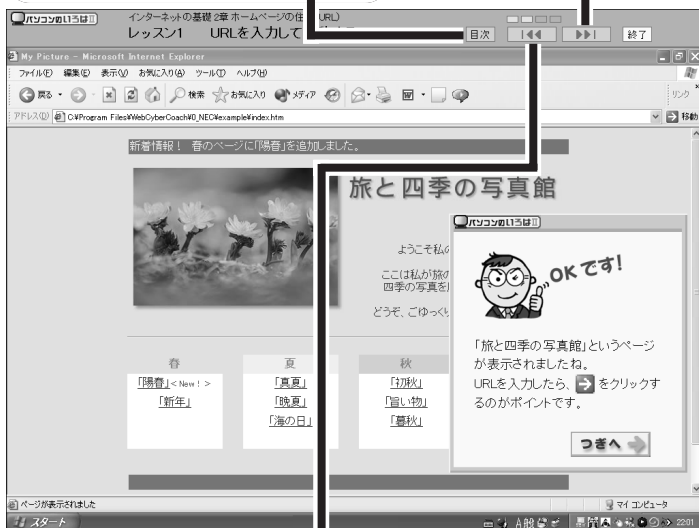 パソコンのいろはⅡ
インターネットの基礎 2章 ホームページの住 URL)
レッスン1 URLを入力して
目次
終了
My Picture - Microsoft Internet Explorer
ファイル(F) 編集(E) 表示(V) お気に入り(A) ツール(T) ヘルプ(H)
戻る 検索 お気に入り メディア リンク
アドレス(D) C:¥Program Files¥WebCyberCoach¥0_NEC¥example¥index.htm 移動
新着情報! 春のページに「陽春」を追加しました。
旅と四季の写真館
ようこそ私の
ここは私が旅の
四季の写真を
どうぞ、ごゆっくり
パソコンのいろはⅡ
OKです!
「旅と四季の写真館」というページ
が表示されましたね。
URLを入力したら、をクリックす
るのがポイントです。
つぎへ
春 夏 秋
「陽春」< New ! > 「真夏」 「初秋」
「新年」 「晩夏」 「旨い物」
「海の日」 「暮秋」
ページが表示されました マイ コンピュータ
スタート A般 22:01